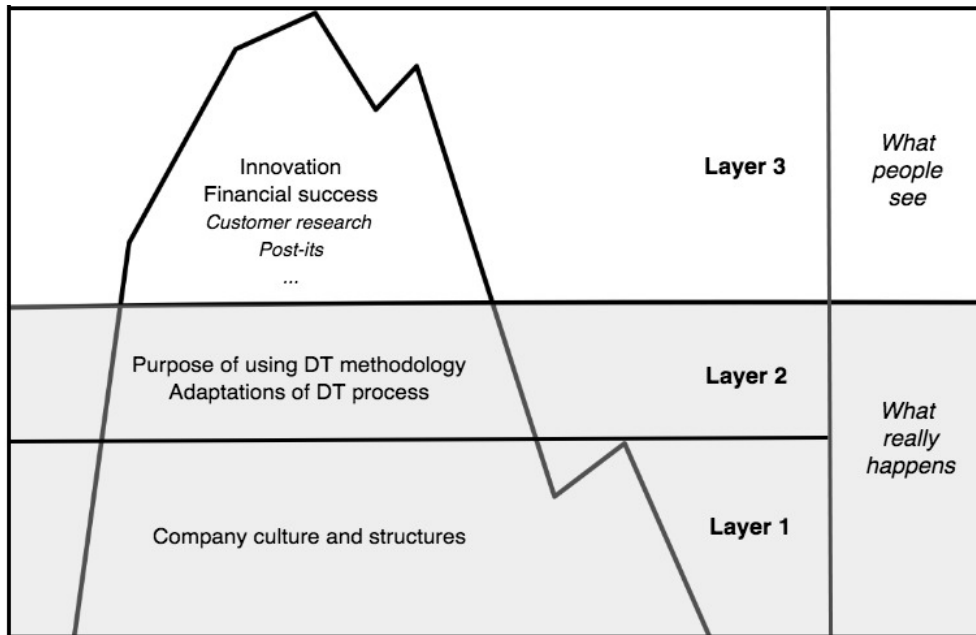 Innovation
Financial success
Customer research
Post-its
...
Layer 3
What
people
see
Purpose of using DT methodology
Adaptations of DT process
Layer 2
What
really
happens
Company culture and structures
Layer 1